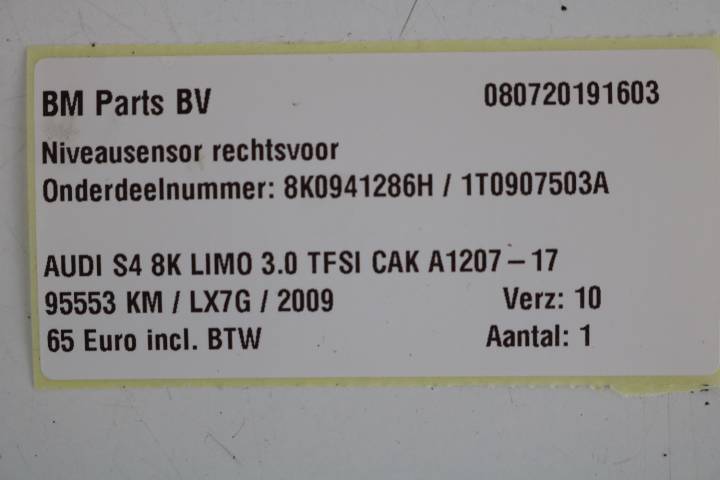 BM Parts BV 080720191603
Niveausensor rechtsvoor
Onderdeelnummer: 8K0941286H / 1T0907503A
AUDI S4 8K LIMO 3.0 TFSI CAK A1207 – 17
95553 KM / LX7G / 2009 Verz: 10
65 Euro incl. BTW Aantal: 1